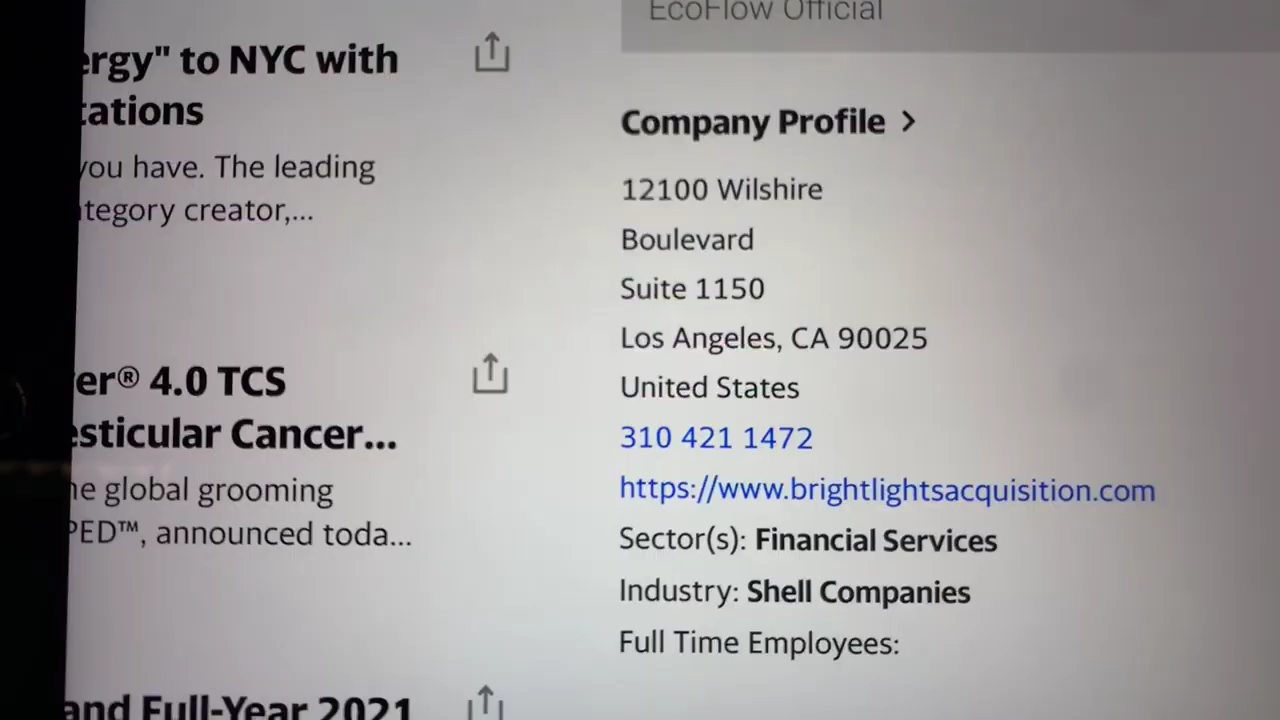 EcoFlow Official
ergy" to NYC with
tations
you have. The leading
tegory creator,...
er® 4.0 TCS
esticular Cancer...
he global grooming
PED™, announced toda...
and Full-Year 2021
Company Profile >
12100 Wilshire
Boulevard
Suite 1150
Los Angeles, CA 90025
United States
310 421 1472
https://www.brightlightsacquisition.com
Sector(s): Financial Services
Industry: Shell Companies
Full Time Employees: